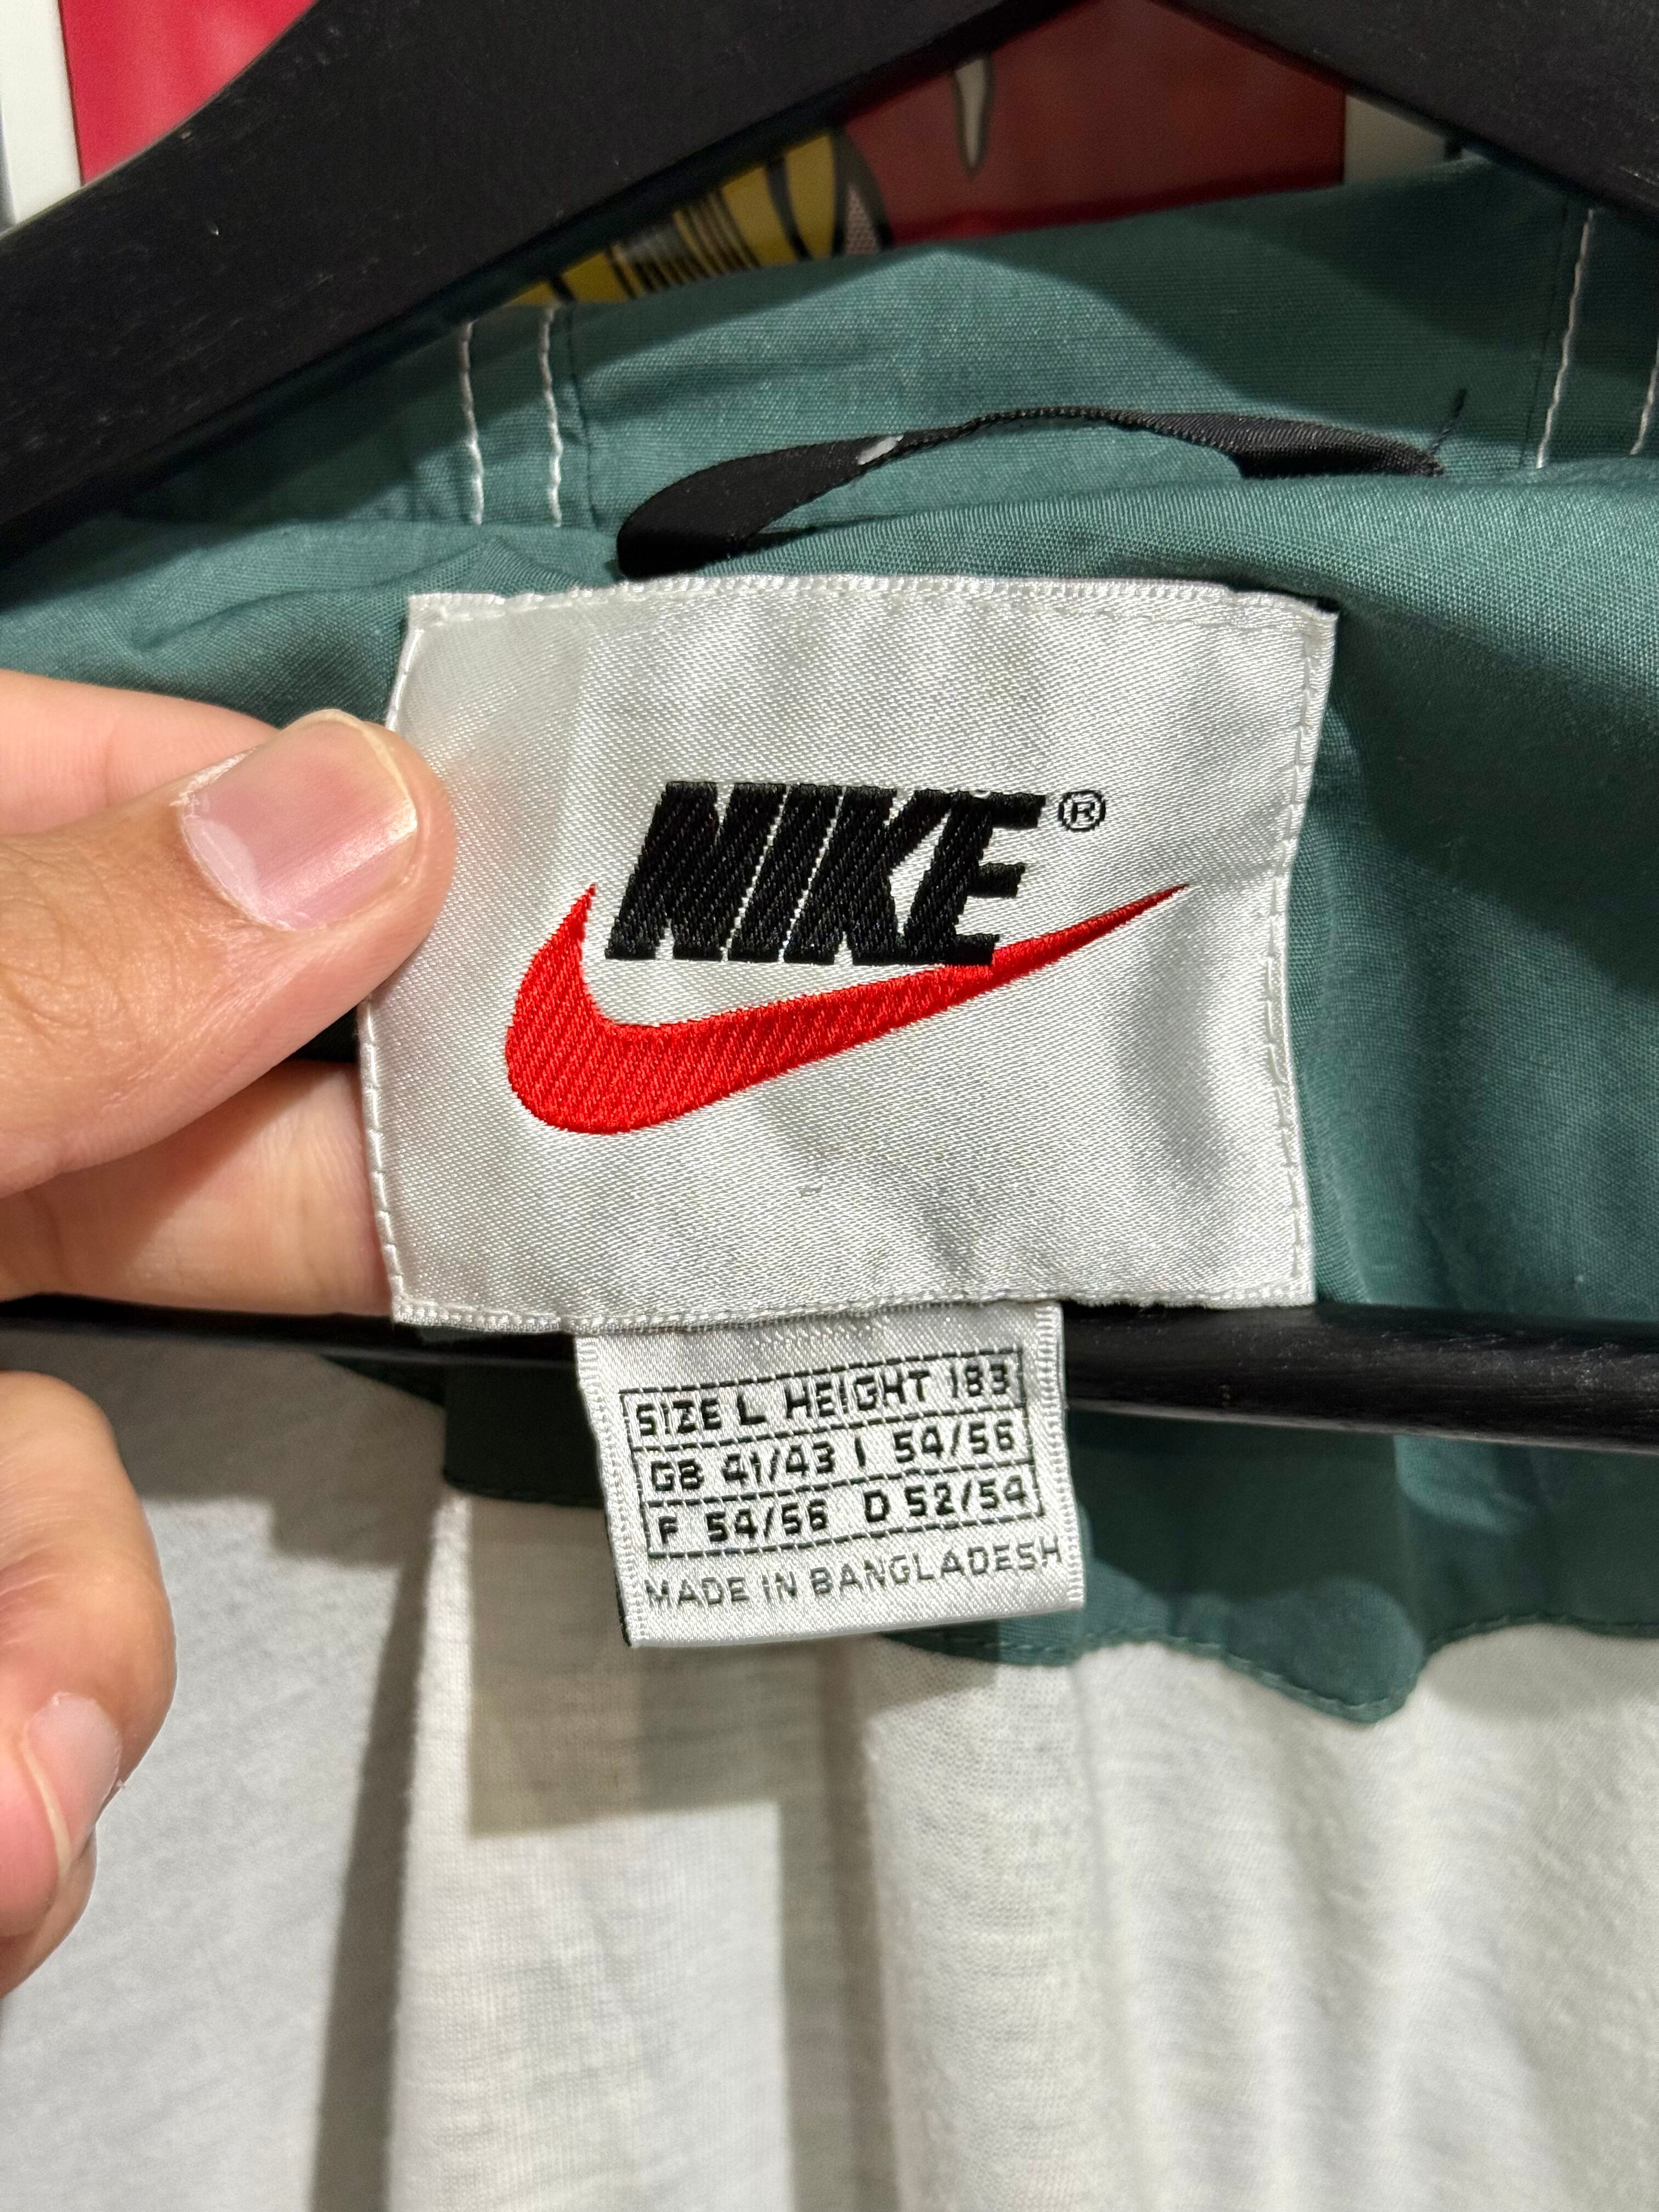 NIKE®
SIZE L HEIGHT 183
GB 41/43 I 54/56
F 54/56 D 52/54
MADE IN BANGLADESH